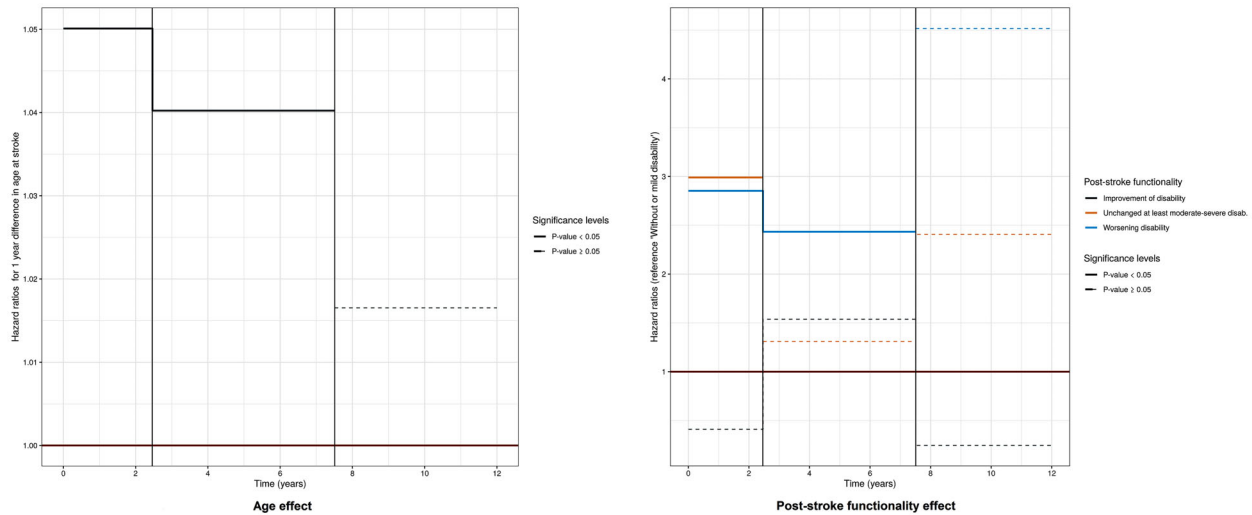 Hazard ratios for 1 year difference in age at stroke
1.05
1.04
1.03
1.02
1.01
1.00
0 2 4 6 8 10 12
Time (years)
Age effect
Significance levels
P-value < 0.05
P-value ≥ 0.05
Hazard ratios (reference 'Without or mild disability')
4
3
2
1
0 2 4 6 8 10 12
Time (years)
Post-stroke functionality effect
Post-stroke functionality
Improvement of disability
Unchanged at least moderate-severe disab.
Worsening disability
Significance levels
P-value < 0.05
P-value ≥ 0.05